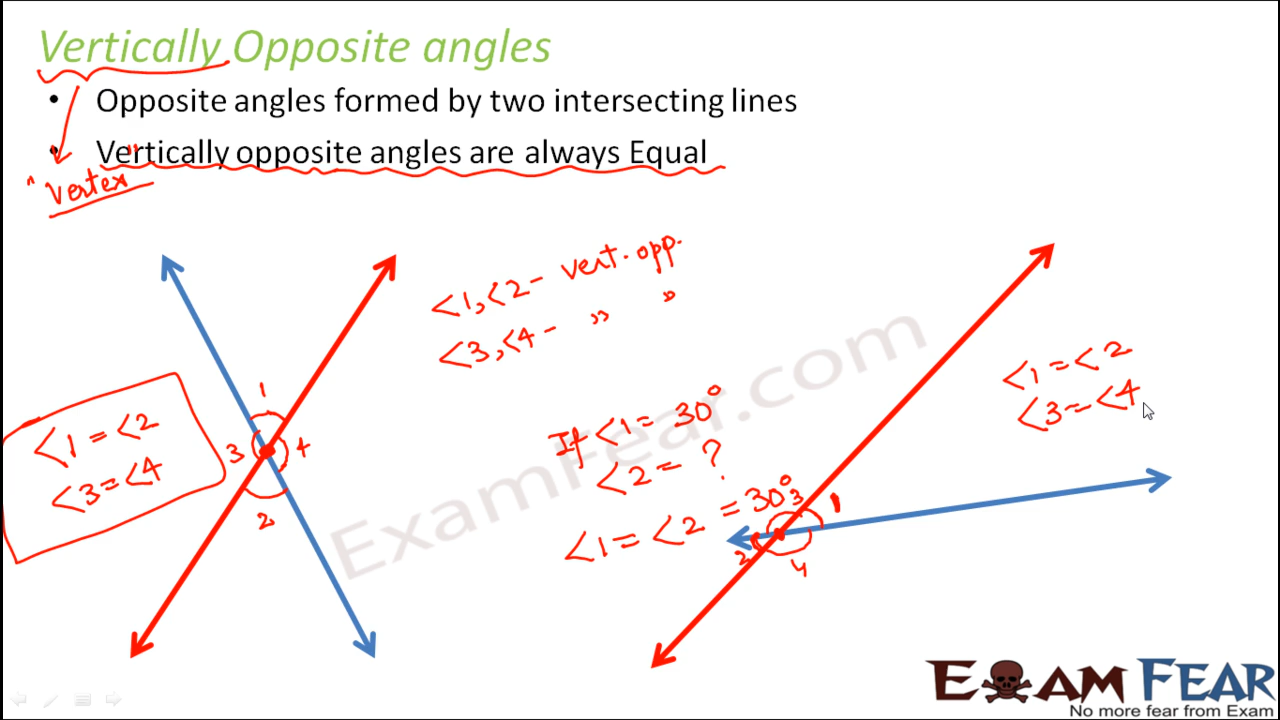 Vertically Opposite angles
• Opposite angles formed by two intersecting lines
• Vertically opposite angles are always Equal
"Vertex"
<1,<2 - vert. opp.
<3,<4 - " "
<1 = <2
<3 = <4
1
3 4
2
If <1 = 30°
<2 = ?
<1 = <2 = 30°
<1 = <2
<3 = <4
3 1
2 4
ExamFear.com
EXAM FEAR
No more fear from Exam